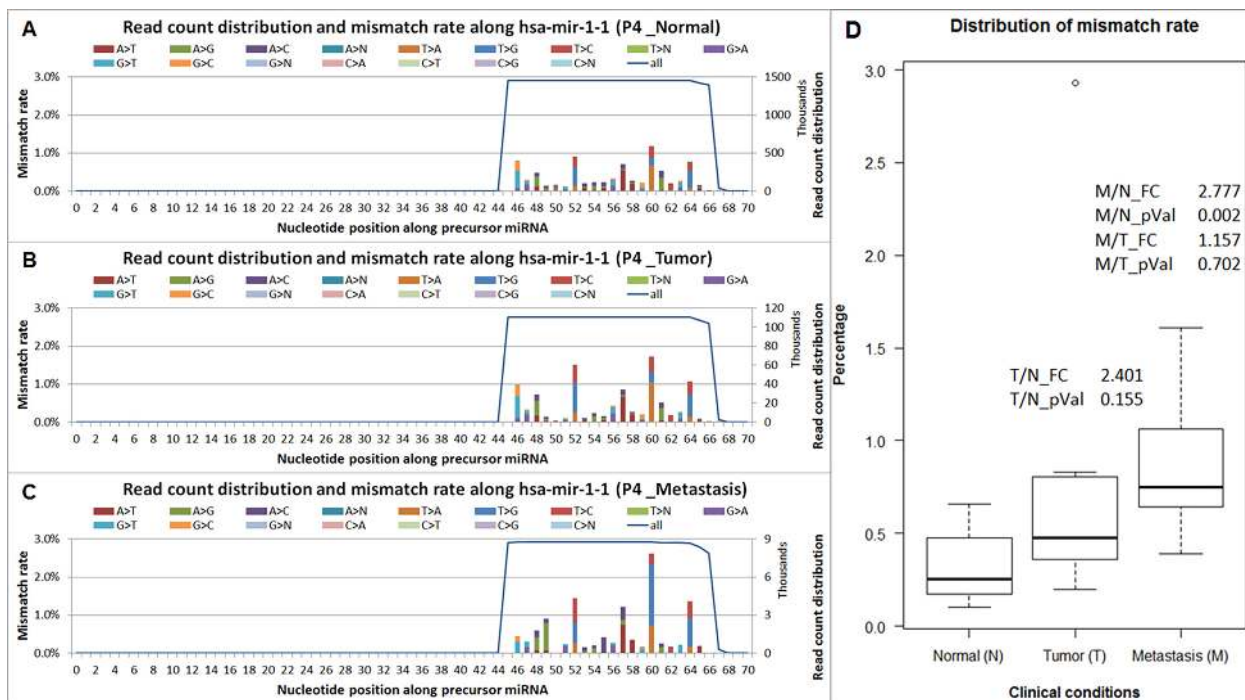 A
Read count distribution and mismatch rate along hsa-mir-1-1 (P4 _Normal)
A>T A>G A>C A>N T>A T>G T>C T>N G>A
G>T G>C G>N C>A C>T C>G C>N all
3.0% 2.0% 1.0% 0.0%
Mismatch rate
1500 1000 500 0
Thousands
Read count distribution
0 2 4 6 8 10 12 14 16 18 20 22 24 26 28 30 32 34 36 38 40 42 44 46 48 50 52 54 56 58 60 62 64 66 68 70
Nucleotide position along precursor miRNA
B
Read count distribution and mismatch rate along hsa-mir-1-1 (P4 _Tumor)
A>T A>G A>C A>N T>A T>G T>C T>N G>A
G>T G>C G>N C>A C>T C>G C>N all
3.0% 2.0% 1.0% 0.0%
Mismatch rate
120 100 80 60 40 20 0
Thousands
Read count distribution
0 2 4 6 8 10 12 14 16 18 20 22 24 26 28 30 32 34 36 38 40 42 44 46 48 50 52 54 56 58 60 62 64 66 68 70
Nucleotide position along precursor miRNA
C
Read count distribution and mismatch rate along hsa-mir-1-1 (P4 _Metastasis)
A>T A>G A>C A>N T>A T>G T>C T>N G>A
G>T G>C G>N C>A C>T C>G C>N all
3.0% 2.0% 1.0% 0.0%
Mismatch rate
9 6 3 0
Thousands
Read count distribution
0 2 4 6 8 10 12 14 16 18 20 22 24 26 28 30 32 34 36 38 40 42 44 46 48 50 52 54 56 58 60 62 64 66 68 70
Nucleotide position along precursor miRNA
D
Distribution of mismatch rate
3.0
2.5
2.0
1.5
1.0
0.5
0.0
Percentage
M/N_FC 2.777
M/N_pVal 0.002
M/T_FC 1.157
M/T_pVal 0.702
T/N_FC 2.401
T/N_pVal 0.155
Normal (N) Tumor (T) Metastasis (M)
Clinical conditions